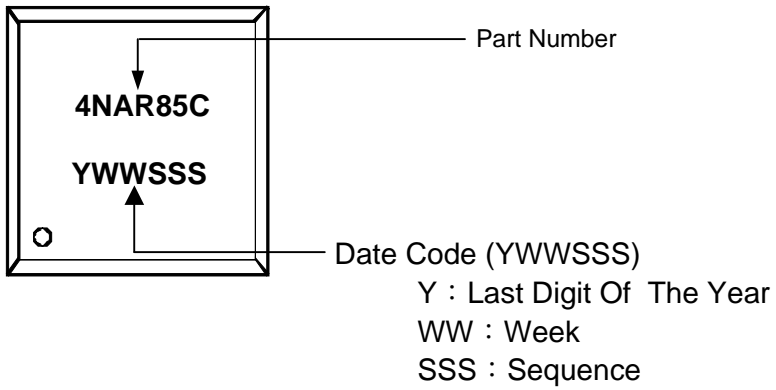 Part Number
4NAR85C
YWWSSS
Date Code (YWWSSS)
Y：Last Digit Of The Year
WW：Week
SSS：Sequence